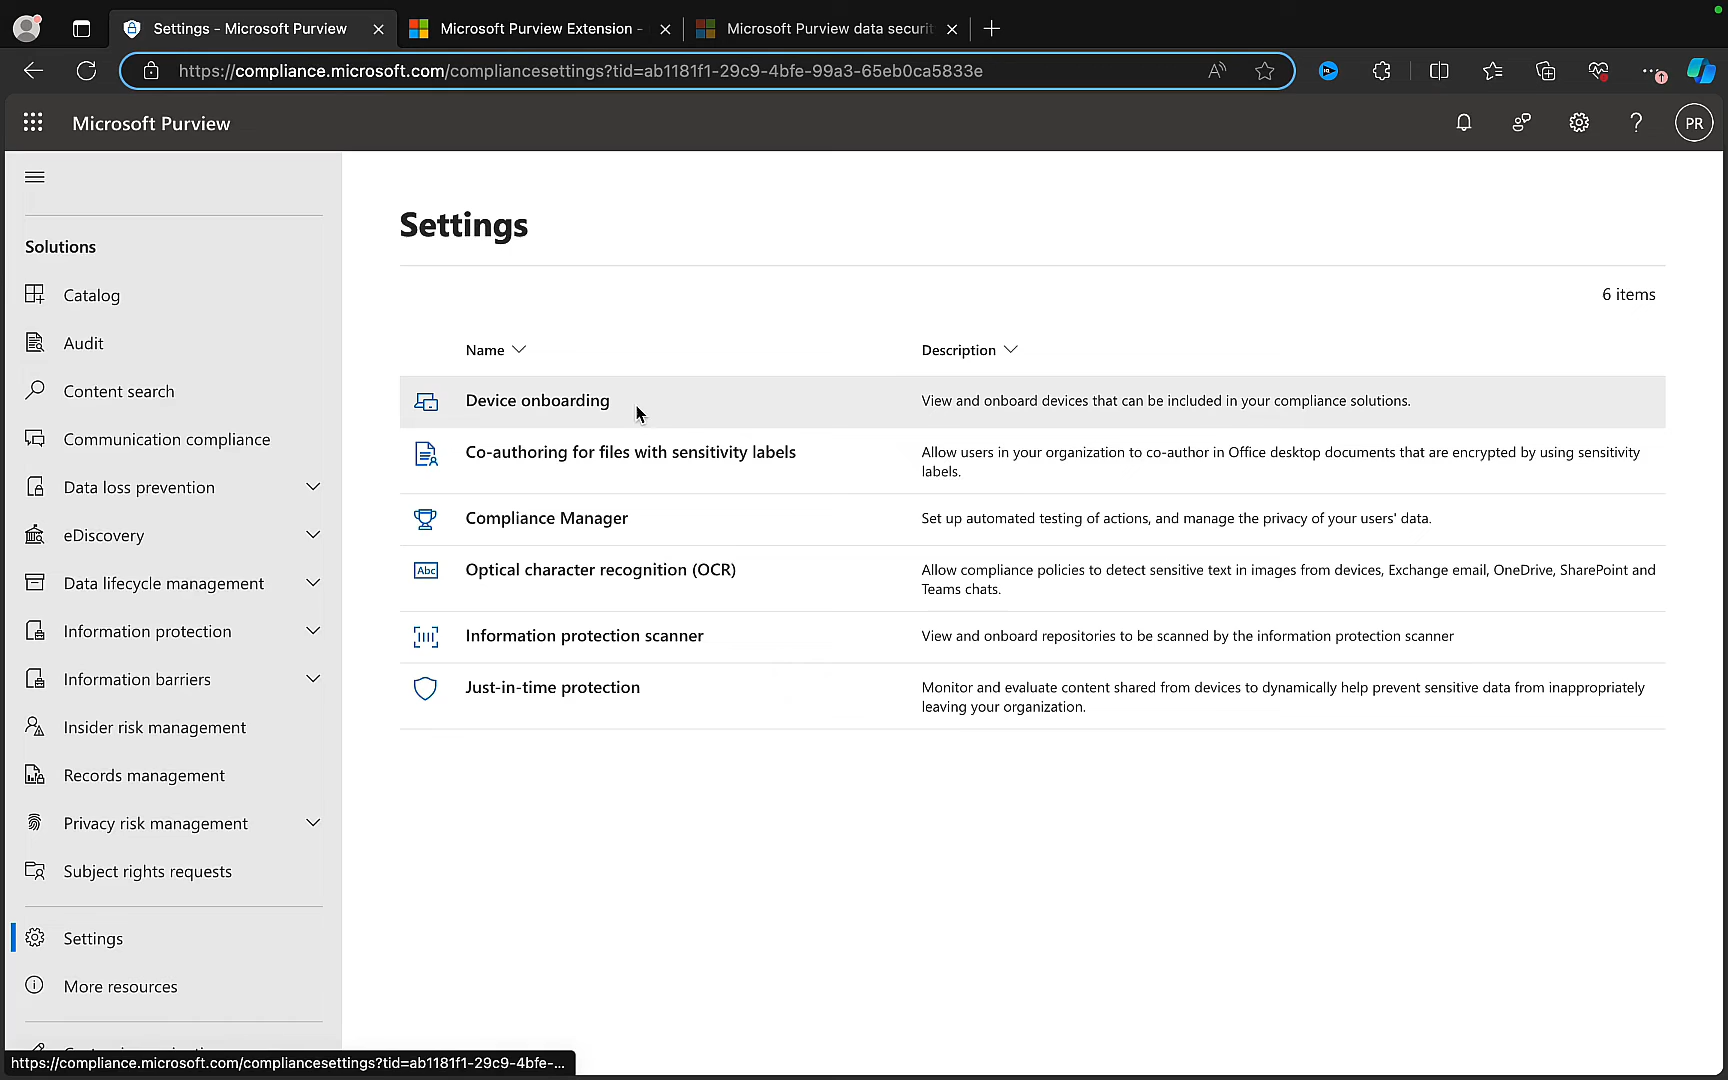 Settings - Microsoft Purview
Microsoft Purview Extension -
Microsoft Purview data securit
https://compliance.microsoft.com/compliancesettings?tid=ab1181f1-29c9-4bfe-99a3-65eb0ca5833e
Microsoft Purview
PR
Solutions
Catalog
Audit
Content search
Communication compliance
Data loss prevention
eDiscovery
Data lifecycle management
Information protection
Information barriers
Insider risk management
Records management
Privacy risk management
Subject rights requests
Settings
More resources
Settings
6 items
Name
Description
Device onboarding
View and onboard devices that can be included in your compliance solutions.
Co-authoring for files with sensitivity labels
Allow users in your organization to co-author in Office desktop documents that are encrypted by using sensitivity
labels.
Compliance Manager
Set up automated testing of actions, and manage the privacy of your users' data.
Abc
Optical character recognition (OCR)
Allow compliance policies to detect sensitive text in images from devices, Exchange email, OneDrive, SharePoint and
Teams chats.
Information protection scanner
View and onboard repositories to be scanned by the information protection scanner
Just-in-time protection
Monitor and evaluate content shared from devices to dynamically help prevent sensitive data from inappropriately
leaving your organization.
https://compliance.microsoft.com/compliancesettings?tid=ab1181f1-29c9-4bfe-...